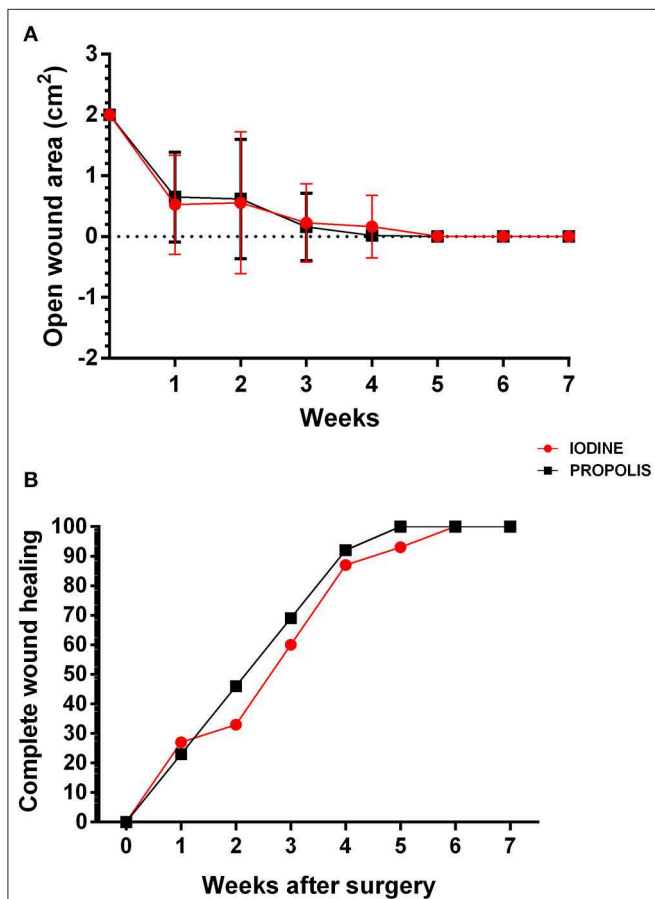 A
Open wound area (cm²)
3
2
1
0
-1
-2
1 2 3 4 5 6 7
Weeks
IODINE
PROPOLIS
B
Complete wound healing
100
90
80
70
60
50
40
30
20
10
0
0 1 2 3 4 5 6 7
Weeks after surgery